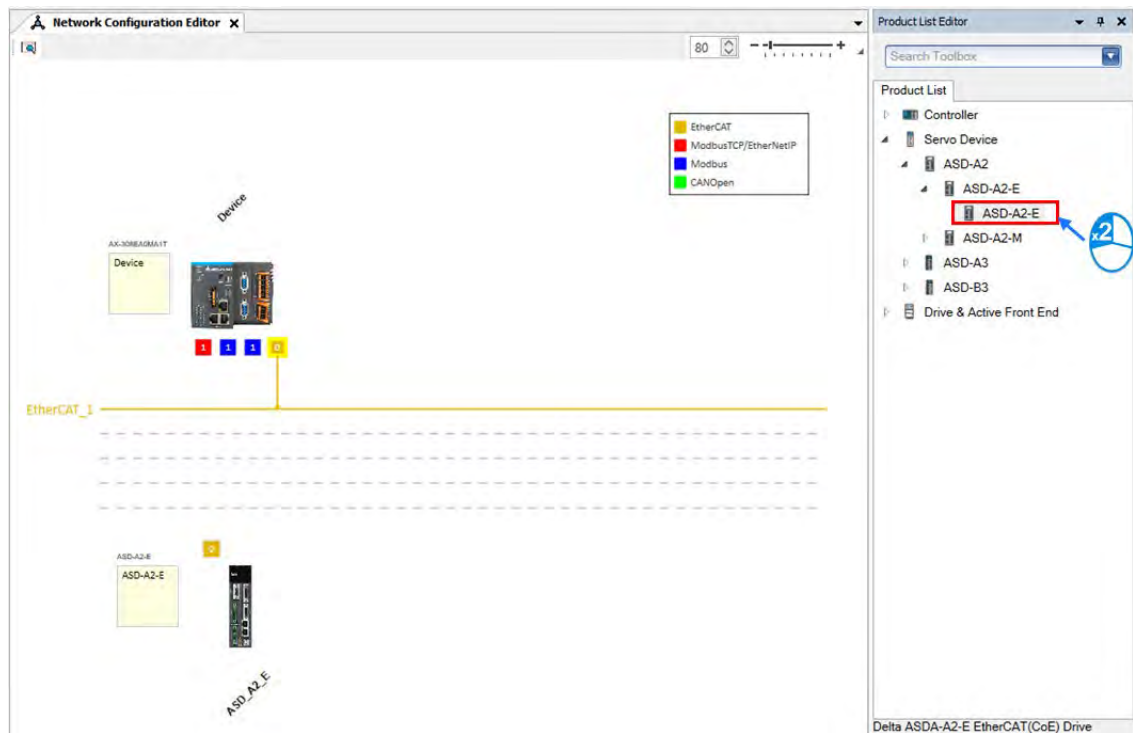 Network Configuration Editor
80
EtherCAT
ModbusTCP/EtherNetIP
Modbus
CANOpen
Device
AX-308EA0MA1T
Device
1 1 1 0
EtherCAT_1
0
ASD-A2-E
ASD-A2-E
ASD_A2_E
Product List Editor
Search Toolbox
Product List
Controller
Servo Device
ASD-A2
ASD-A2-E
ASD-A2-E
x2
ASD-A2-M
ASD-A3
ASD-B3
Drive & Active Front End
Delta ASDA-A2-E EtherCAT(CoE) Drive